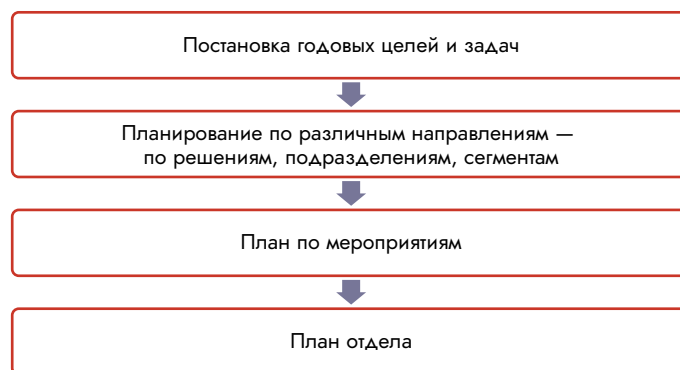 Постановка годовых целей и задач
Планирование по различным направлениям —
по решениям, подразделениям, сегментам
План по мероприятиям
План отдела